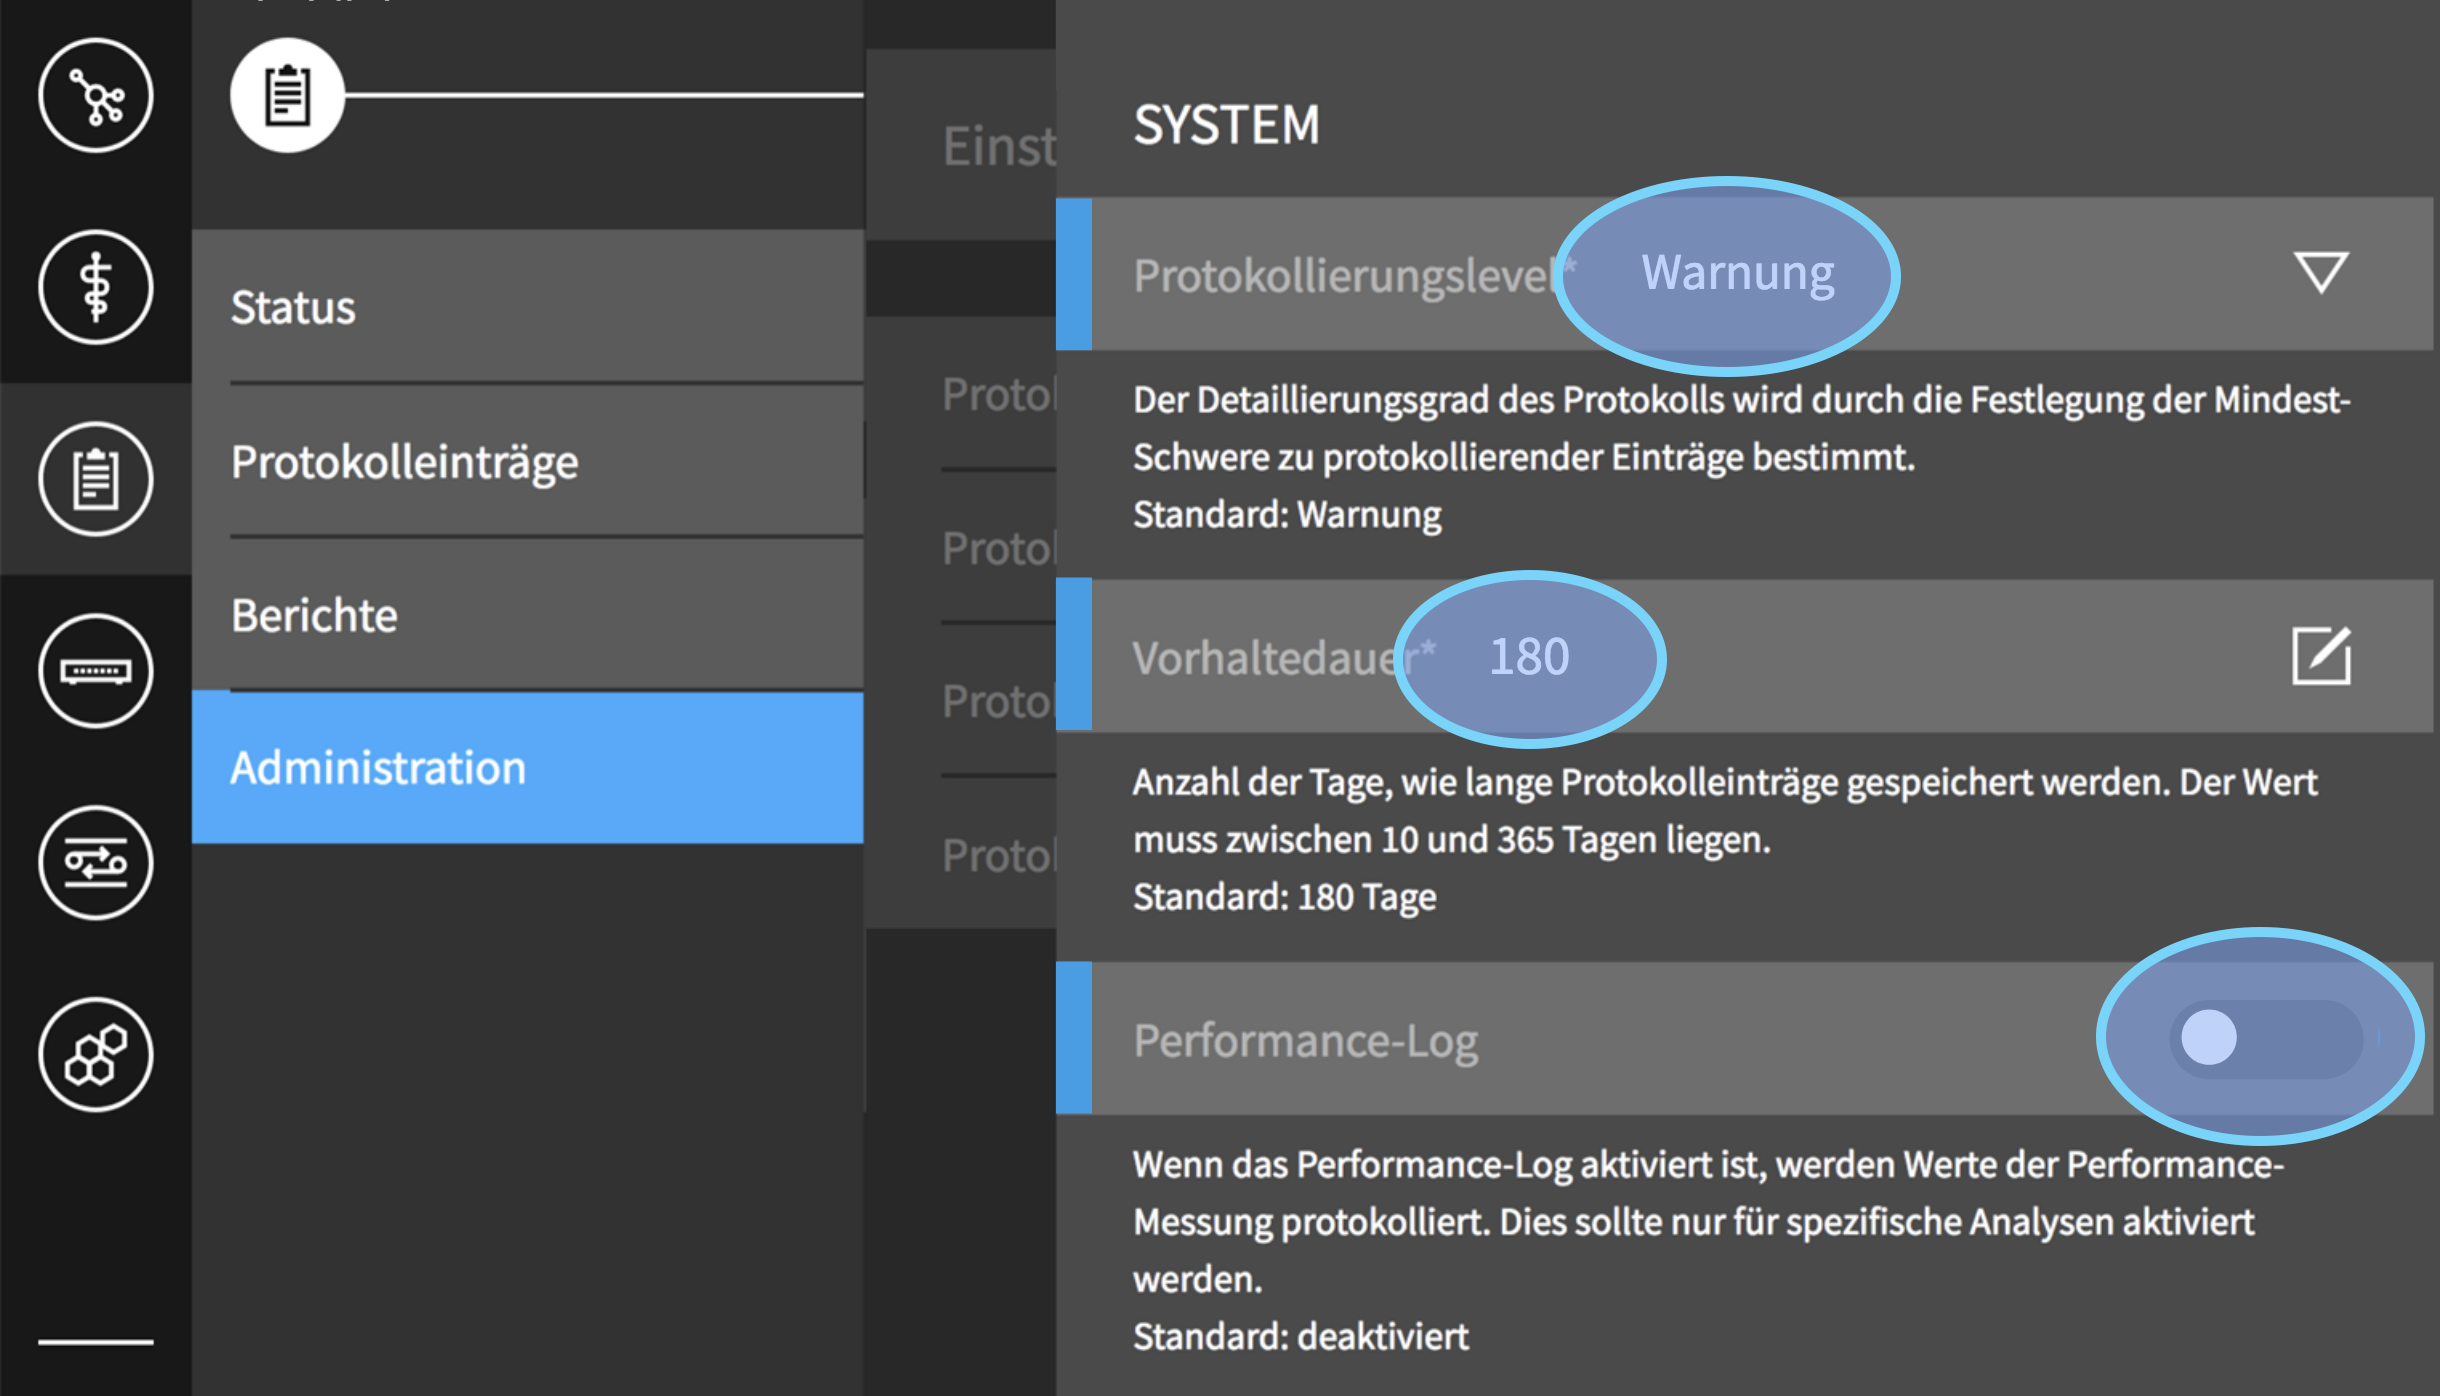 Status
Protokolleinträge
Berichte
Administration
Einst
Protol
Protol
Protol
Protol
SYSTEM
Protokollierungslevel* Warnung
Der Detaillierungsgrad des Protokolls wird durch die Festlegung der Mindest-
Schwere zu protokollierender Einträge bestimmt.
Standard: Warnung
Vorhaltedauer* 180
Anzahl der Tage, wie lange Protokolleinträge gespeichert werden. Der Wert
muss zwischen 10 und 365 Tagen liegen.
Standard: 180 Tage
Performance-Log
Wenn das Performance-Log aktiviert ist, werden Werte der Performance-
Messung protokolliert. Dies sollte nur für spezifische Analysen aktiviert
werden.
Standard: deaktiviert